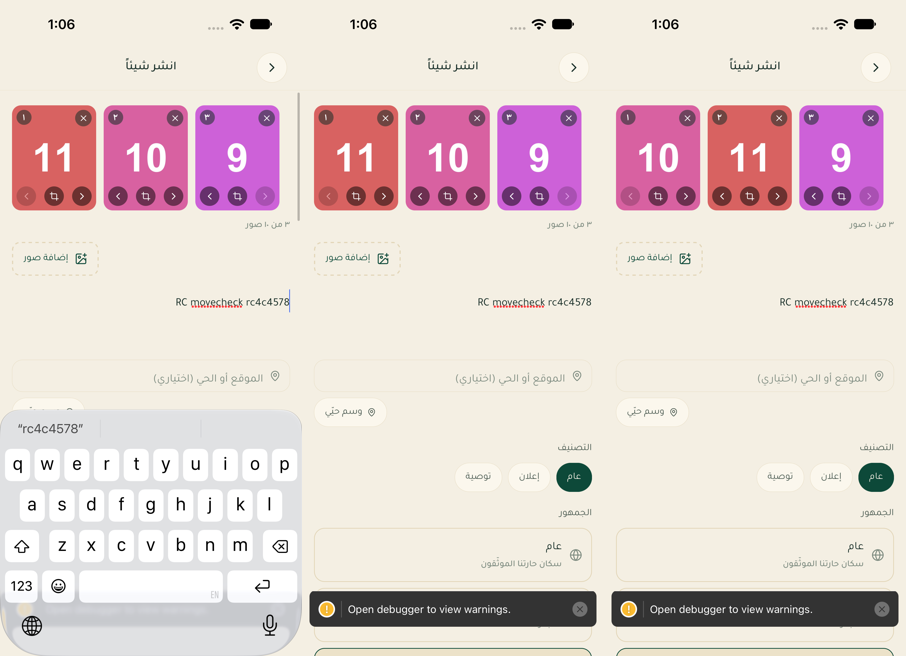 1:06
انشر شيئاً
١ ٢ ٣
11 10 9
٣ من ١٠ صور
إضافة صور
RC movecheck rc4c4578
الموقع أو الحي (اختياري)
“rc4c4578”
q w e r t y u i o p
a s d f g h j k l
z x c v b n m
123
EN
1:06
انشر شيئاً
١ ٢ ٣
11 10 9
٣ من ١٠ صور
إضافة صور
RC movecheck rc4c4578
الموقع أو الحي (اختياري)
وسم حيّي
التصنيف
عام إعلان توصية
الجمهور
عام
سكان حارتنا الموثّقون
Open debugger to view warnings.
1:06
انشر شيئاً
١ ٢ ٣
10 11 9
٣ من ١٠ صور
إضافة صور
RC movecheck rc4c4578
الموقع أو الحي (اختياري)
وسم حيّي
التصنيف
عام إعلان توصية
الجمهور
عام
سكان حارتنا الموثّقون
Open debugger to view warnings.